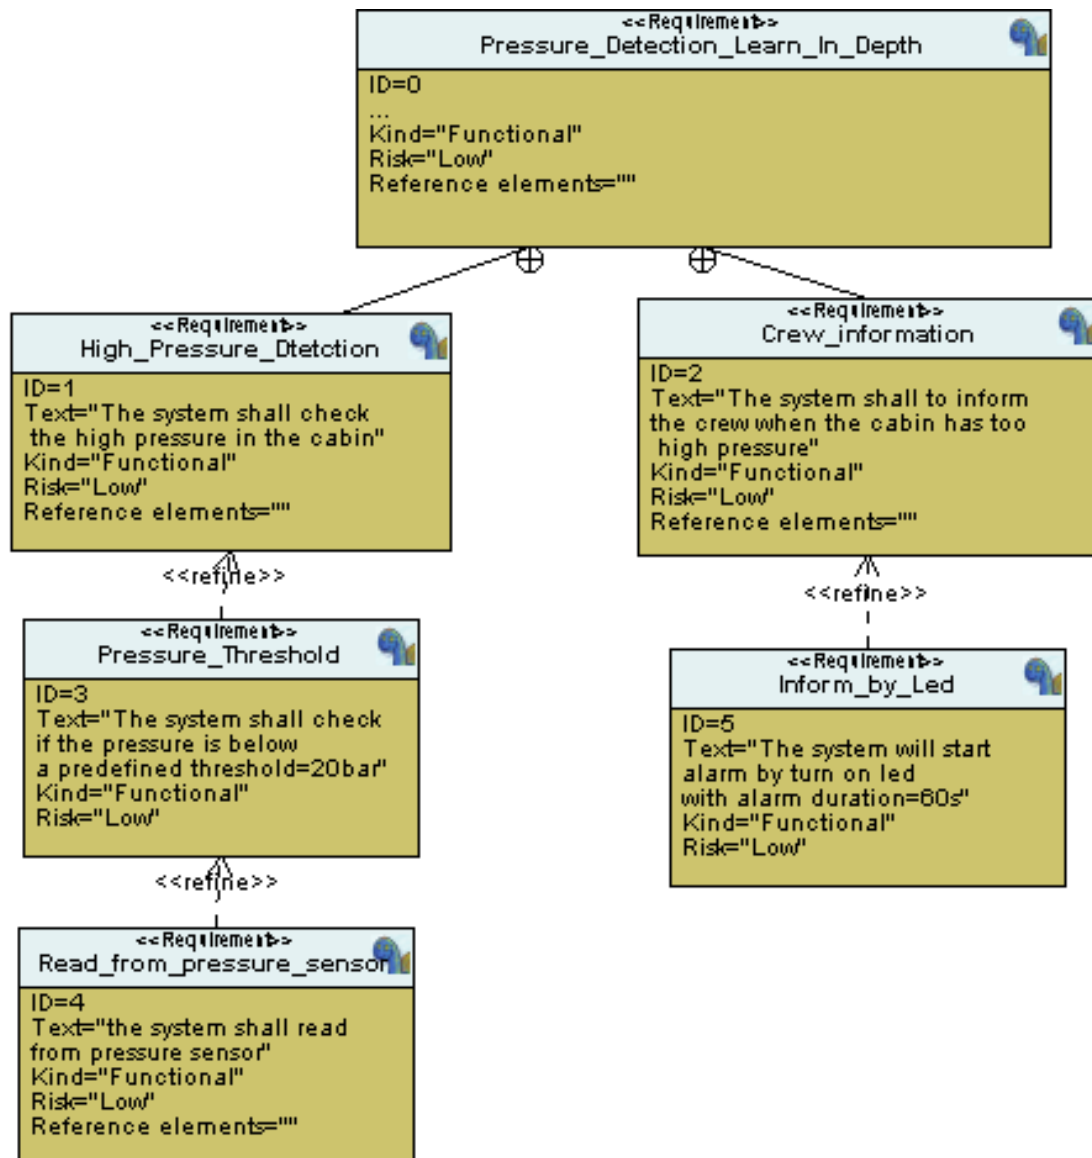 <<Requirement>>
Pressure_Detection_Learn_In_Depth
ID=0
...
Kind="Functional"
Risk="Low"
Reference elements=""
<<Requirement>>
High_Pressure_Dtetction
ID=1
Text="The system shall check
the high pressure in the cabin"
Kind="Functional"
Risk="Low"
Reference elements=""
<<Requirement>>
Crew_information
ID=2
Text="The system shall to inform
the crew when the cabin has too
high pressure"
Kind="Functional"
Risk="Low"
Reference elements=""
<<refine>>
<<refine>>
<<Requirement>>
Pressure_Threshold
ID=3
Text="The system shall check
if the pressure is below
a predefined threshold=20bar"
Kind="Functional"
Risk="Low"
<<Requirement>>
Inform_by_Led
ID=5
Text="The system will start
alarm by turn on led
with alarm duration=60s"
Kind="Functional"
Risk="Low"
<<refine>>
<<Requirement>>
Read_from_pressure_sensor
ID=4
Text="the system shall read
from pressure sensor"
Kind="Functional"
Risk="Low"
Reference elements=""